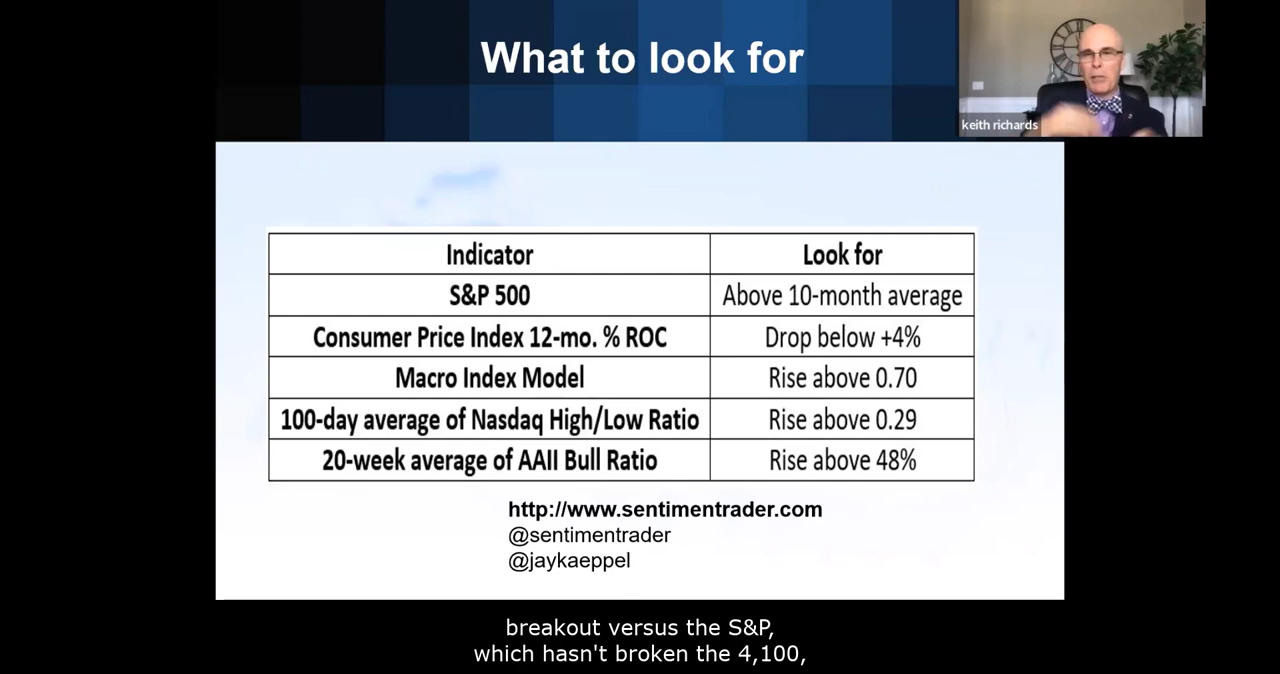 What to look for
keith richards
Indicator Look for
S&P 500 Above 10-month average
Consumer Price Index 12-mo. % ROC Drop below +4%
Macro Index Model Rise above 0.70
100-day average of Nasdaq High/Low Ratio Rise above 0.29
20-week average of AAII Bull Ratio Rise above 48%
http://www.sentimentrader.com
@sentimentrader
@jaykaeppel
breakout versus the S&P,
which hasn't broken the 4,100,